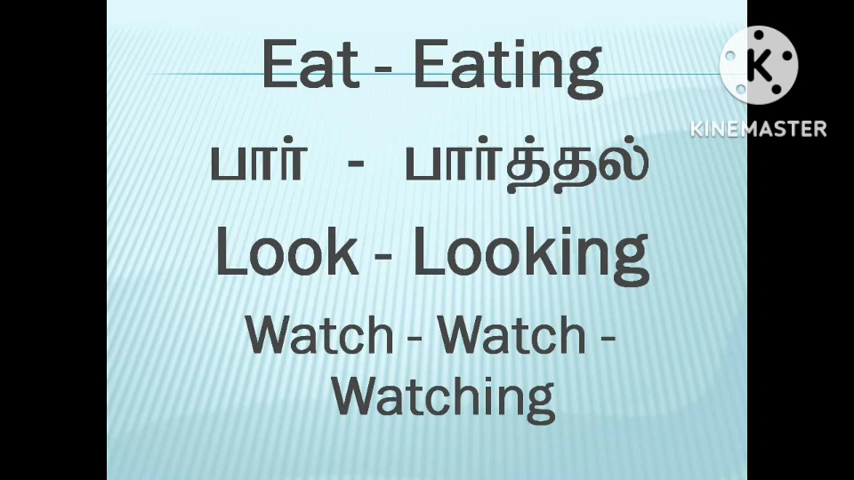 Eat - Eating
K
KINEMASTER
பார் - பார்த்தல்
Look - Looking
Watch - Watch -
Watching